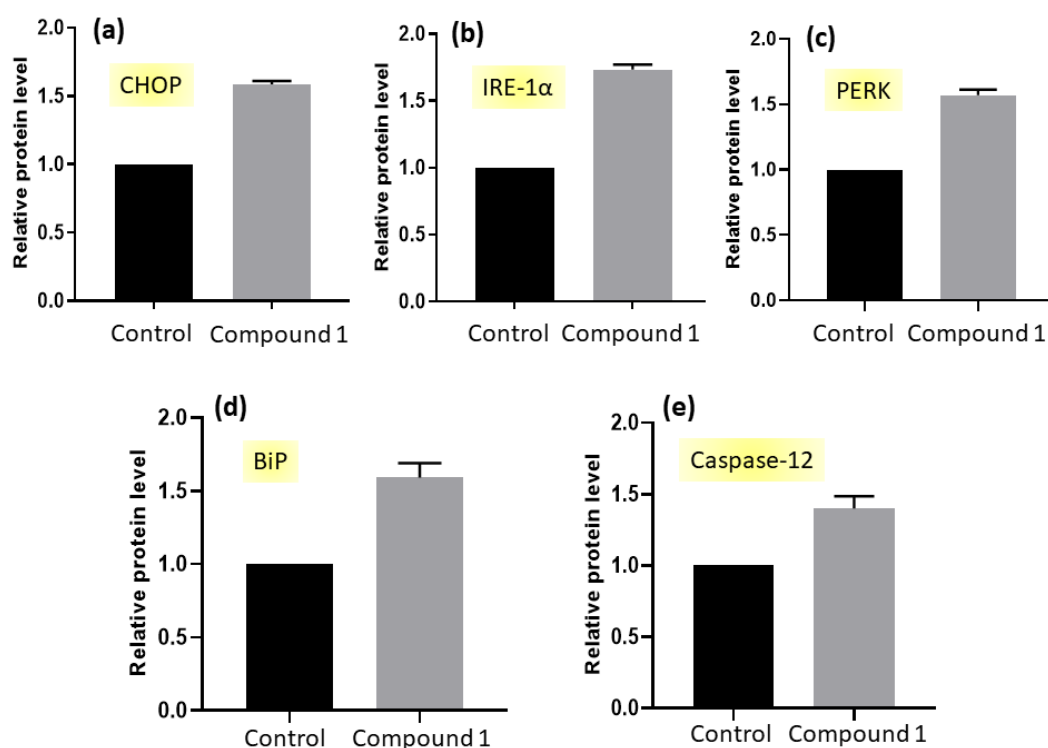 (a)
CHOP
Relative protein level
2.0
1.5
1.0
0.5
0.0
Control Compound 1
(b)
IRE-1α
Relative protein level
2.0
1.5
1.0
0.5
0.0
Control Compound 1
(c)
PERK
Relative protein level
2.0
1.5
1.0
0.5
0.0
Control Compound 1
(d)
BiP
Relative protein level
2.0
1.5
1.0
0.5
0.0
Control Compound 1
(e)
Caspase-12
Relative protein level
2.0
1.5
1.0
0.5
0.0
Control Compound 1